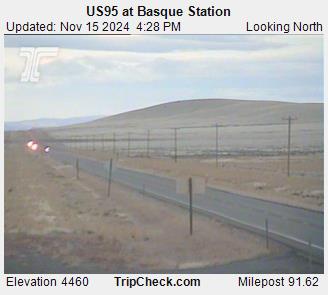 US95 at Basque Station
Updated: Nov 15 2024 4:28 PM Looking North
Elevation 4460 TripCheck.com Milepost 91.62